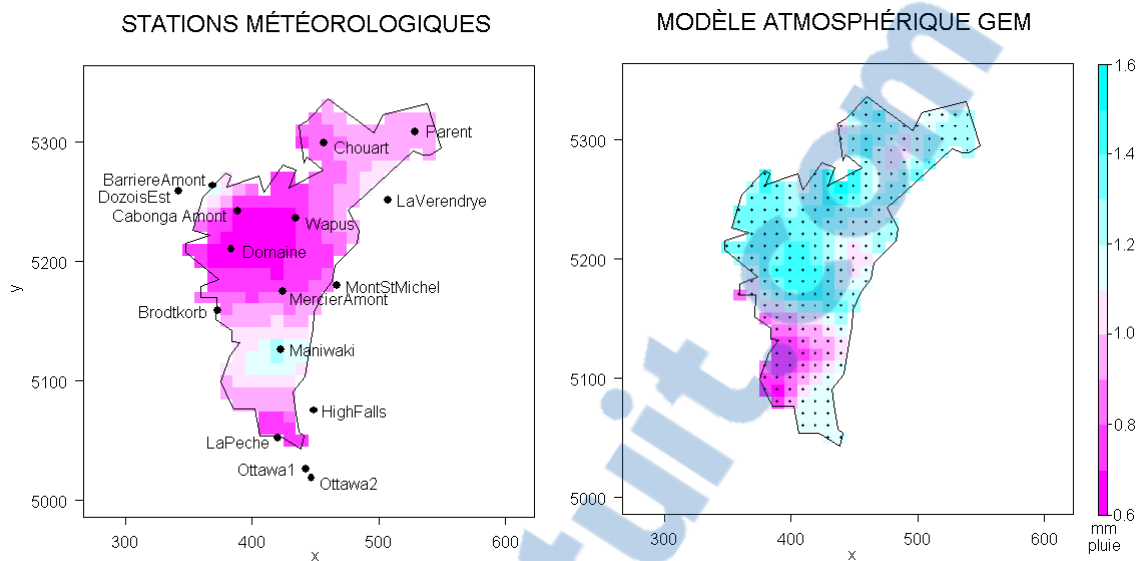 STATIONS MÉTÉOROLOGIQUES
5300
5200
5100
5000
y
300
400
500
600
x
Parent
Chouart
BarriereAmont
DozoisEst
LaVerendrye
Cabonga Amont
Wapus
Domaine
MontStMichel
MercierAmont
Brodtkorb
Maniwaki
HighFalls
LaPeche
Ottawa1
Ottawa2
MODÈLE ATMOSPHÉRIQUE GEM
5300
5200
5100
5000
300
400
500
600
x
1.6
1.4
1.2
1.0
0.8
0.6
mm
pluie